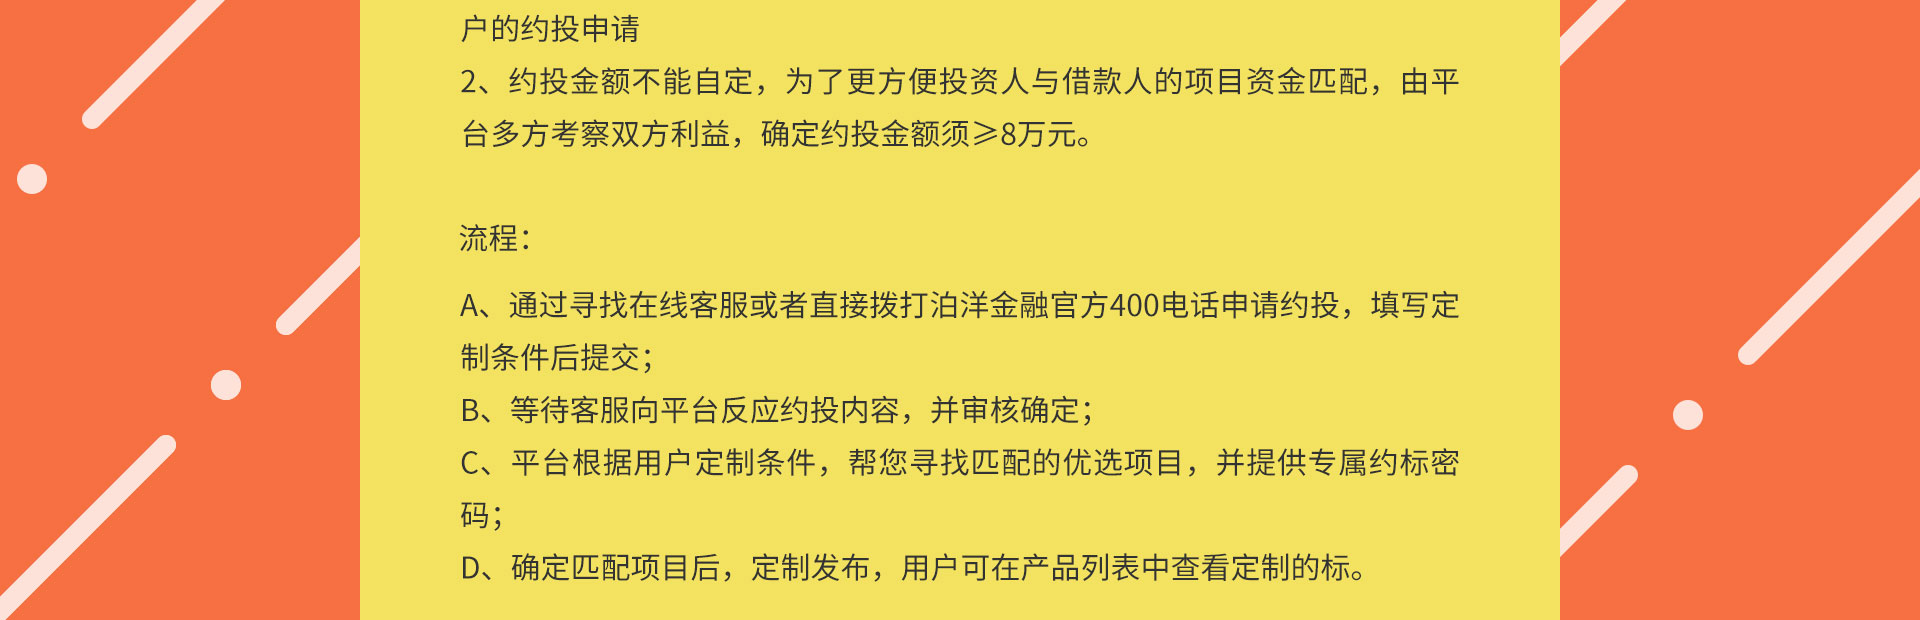 户的约投申请
2、约投金额不能自定，为了更方便投资人与借款人的项目资金匹配，由平
台多方考察双方利益，确定约投金额须≥8万元。
流程：
A、通过寻找在线客服或者直接拨打泊洋金融官方400电话申请约投，填写定
制条件后提交；
B、等待客服向平台反应约投内容，并审核确定；
C、平台根据用户定制条件，帮您寻找匹配的优选项目，并提供专属约标密
码；
D、确定匹配项目后，定制发布，用户可在产品列表中查看定制的标。